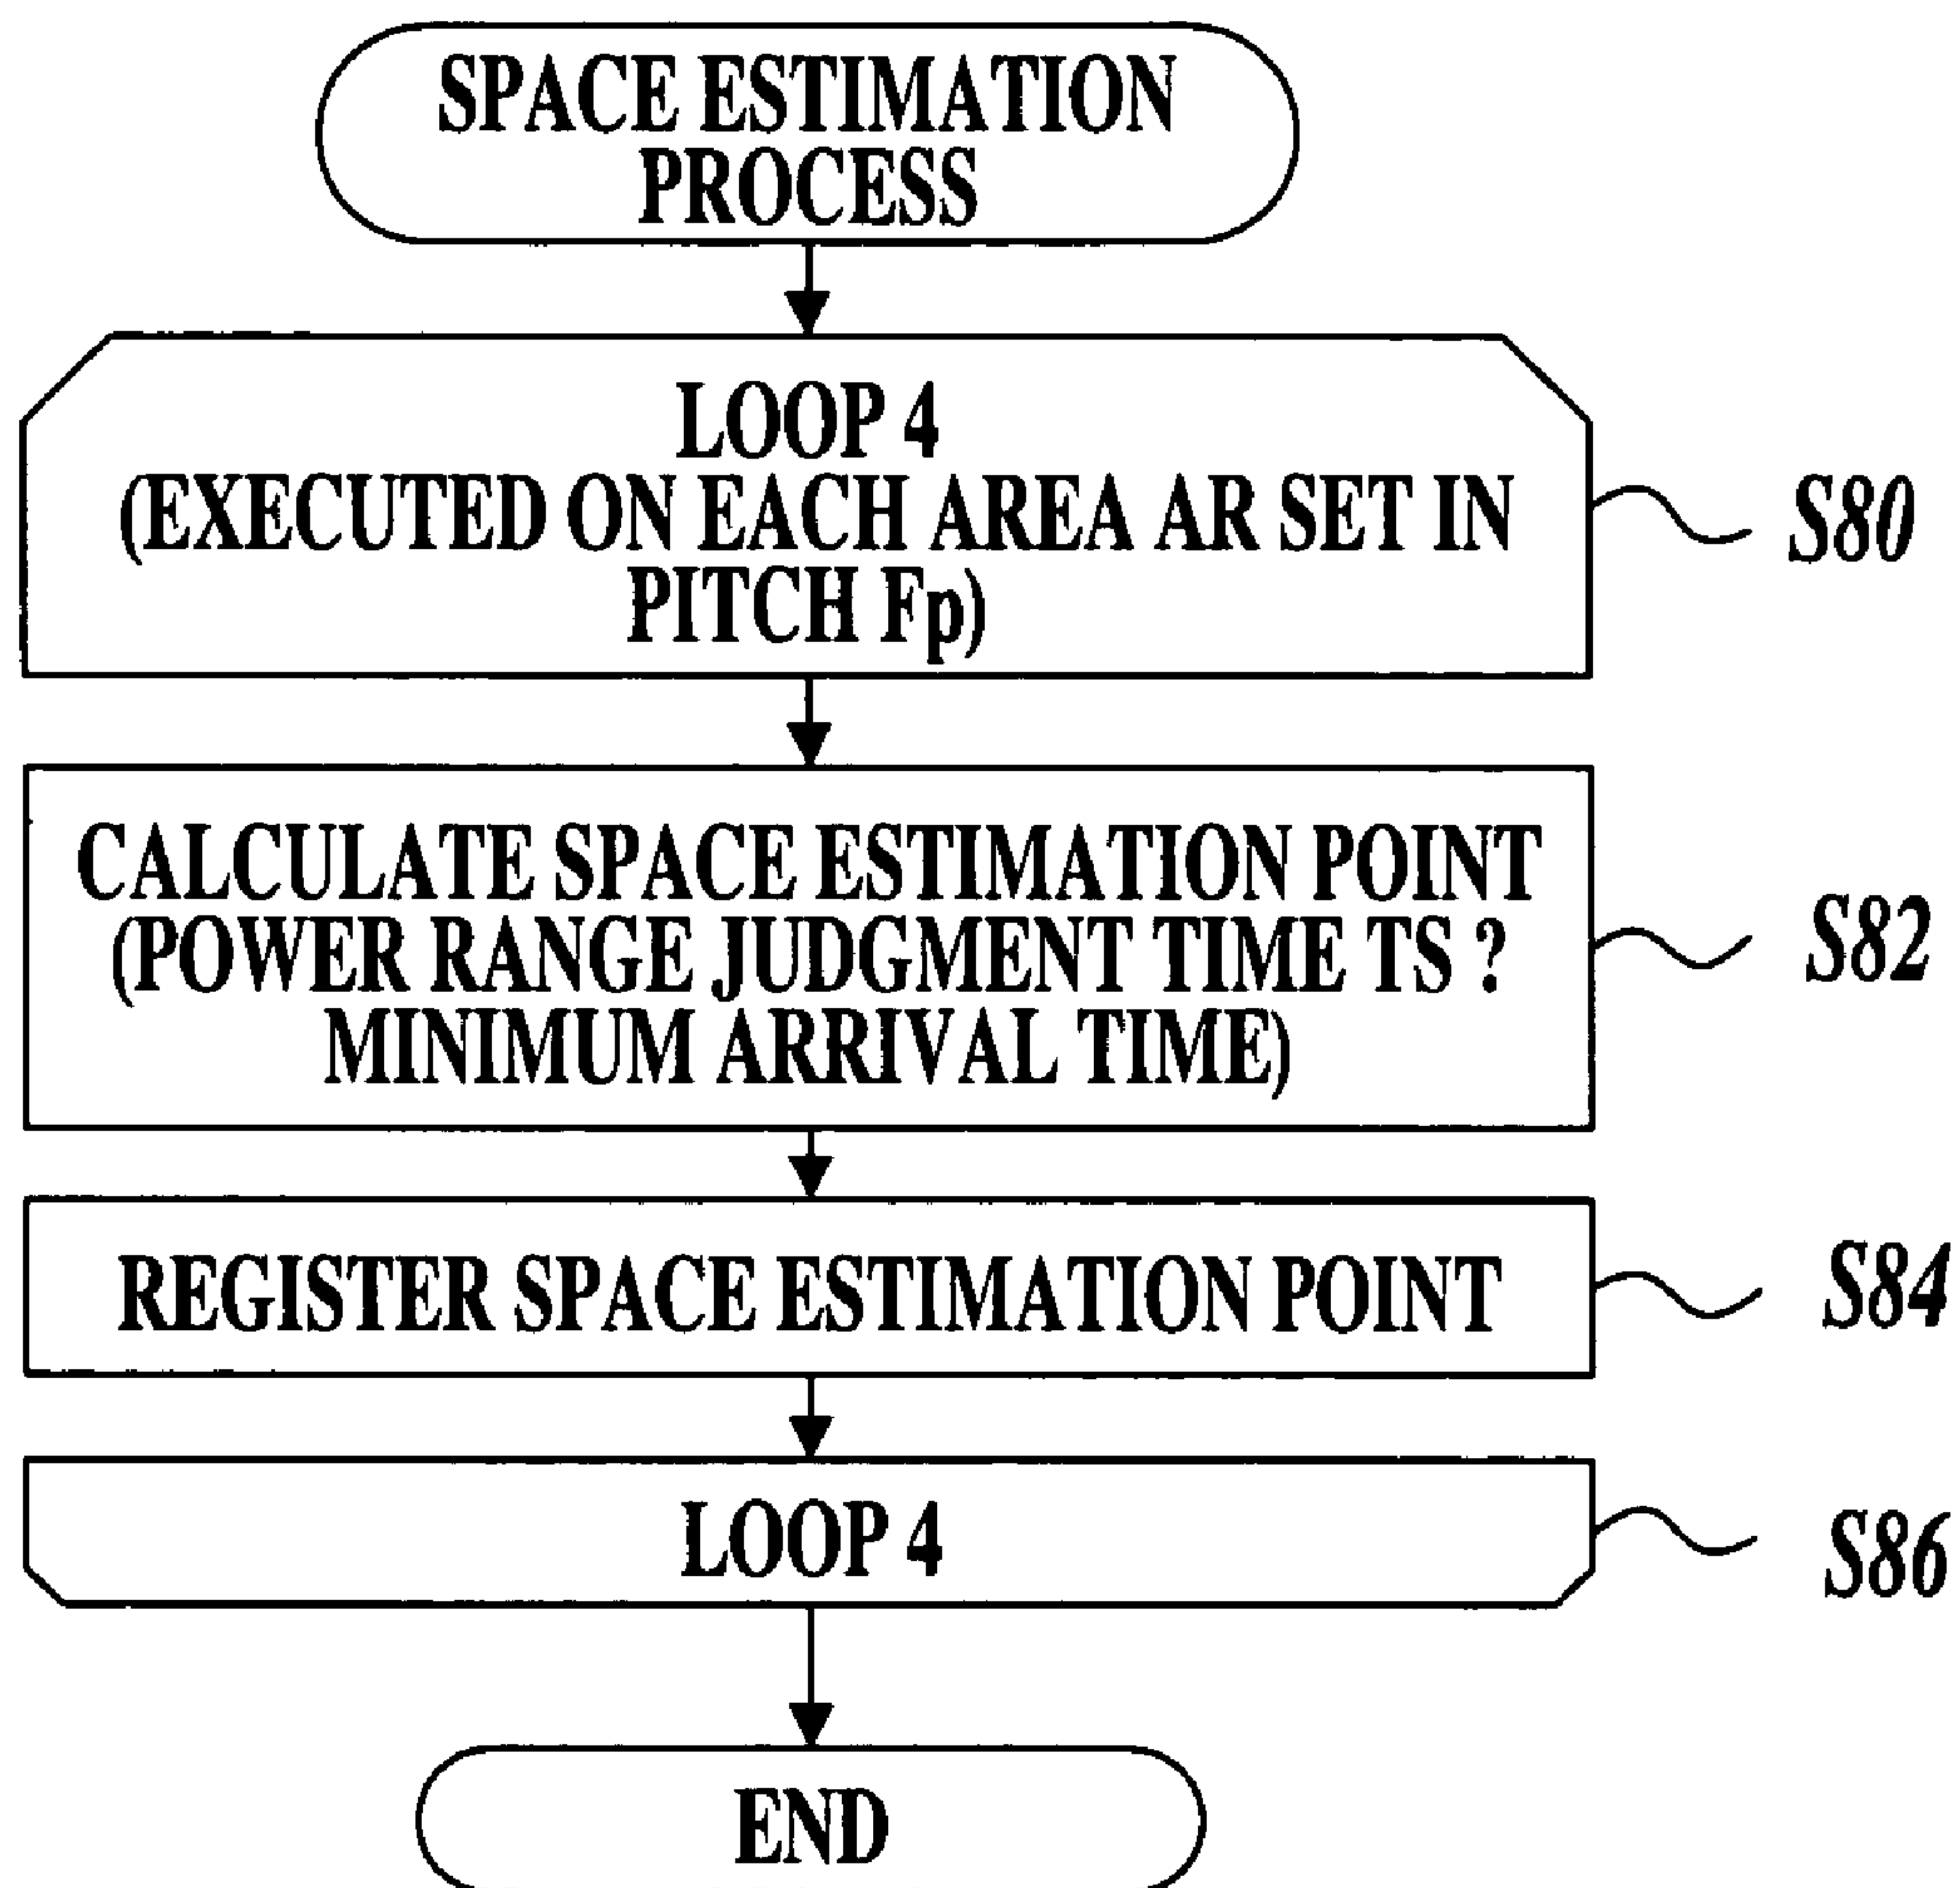 SPACE ESTIMATION
PROCESS
LOOP 4
(EXECUTED ON EACH AREA AR SET IN
PITCH Fp)
S80
CALCULATE SPACE ESTIMATION POINT
(POWER RANGE JUDGMENT TIME TS ?
MINIMUM ARRIVAL TIME)
S82
REGISTER SPACE ESTIMATION POINT
S84
LOOP 4
S86
END